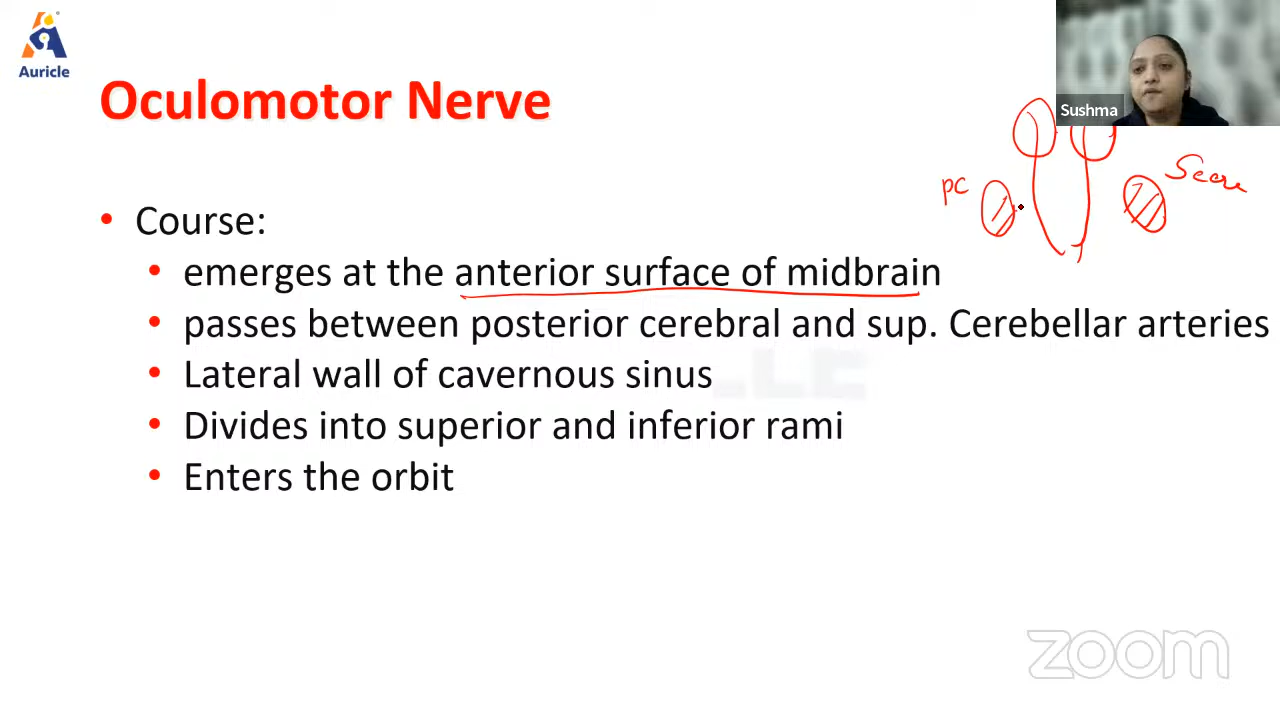 Auricle
Oculomotor Nerve
Sushma
pc
• Course:
• emerges at the anterior surface of midbrain
• passes between posterior cerebral and sup. Cerebellar arteries
• Lateral wall of cavernous sinus
• Divides into superior and inferior rami
• Enters the orbit
zoom